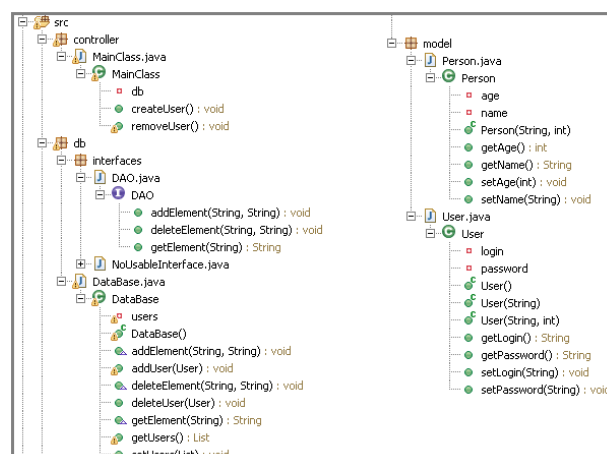 src
controller
MainClass.java
MainClass
db
createUser() : void
removeUser() : void
db
interfaces
DAO.java
DAO
addElement(String, String) : void
deleteElement(String, String) : void
getElement(String) : String
NoUsableInterface.java
DataBase.java
DataBase
users
DataBase()
addElement(String, String) : void
addUser(User) : void
deleteElement(String, String) : void
deleteUser(User) : void
getElement(String) : String
getUsers() : List
setUsers(List) : void
model
Person.java
Person
age
name
Person(String, int)
getAge() : int
getName() : String
setAge(int) : void
setName(String) : void
User.java
User
login
password
User()
User(String)
User(String, int)
getLogin() : String
getPassword() : String
setLogin(String) : void
setPassword(String) : void